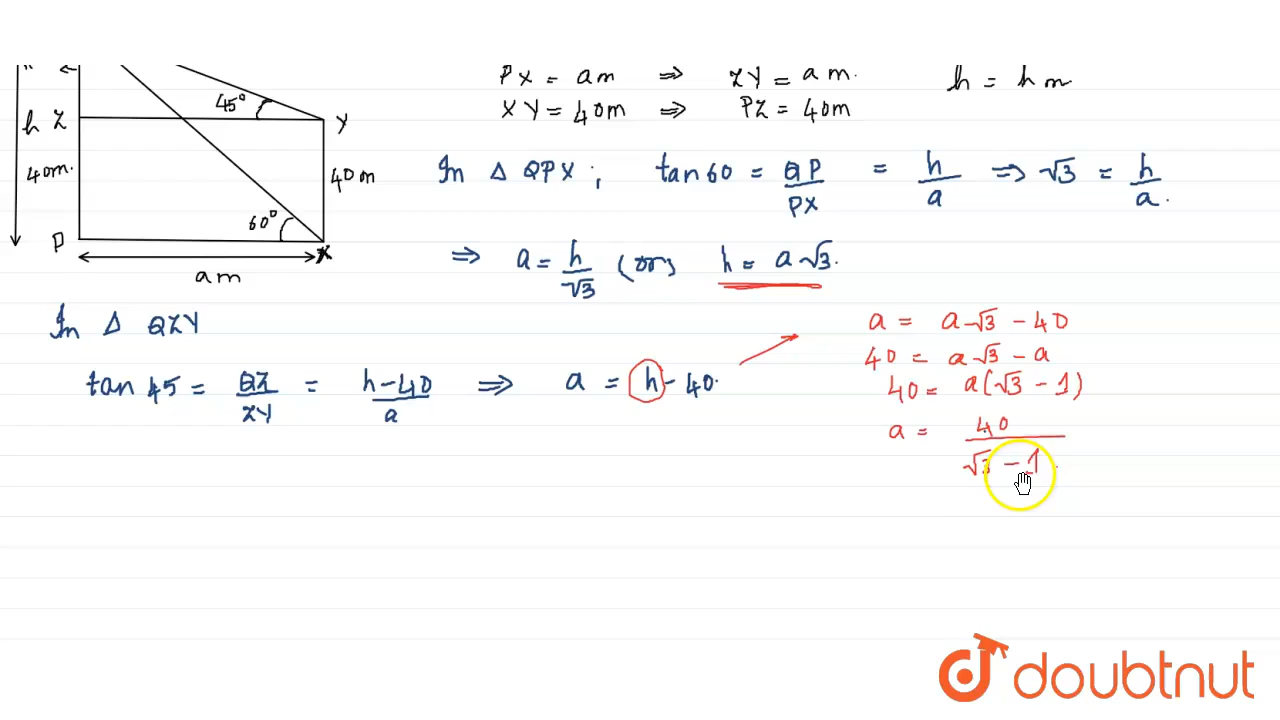 PX = a m ⇒ ZY = a m. h = h m
45°
XY = 40m ⇒ PZ = 40m
h Z Y
40m. 40m
In Δ QPX ; tan 60 = QP/PX = h/a ⇒ √3 = h/a.
60°
P X
a m
⇒ a = h/√3 (or) h = a√3.
In Δ QZY
tan 45 = QZ/ZY = h-40/a ⇒ a = h - 40.
a = a√3 - 40
40 = a√3 - a
40 = a(√3 - 1)
a = 40/√3 - 1.
doubtnut